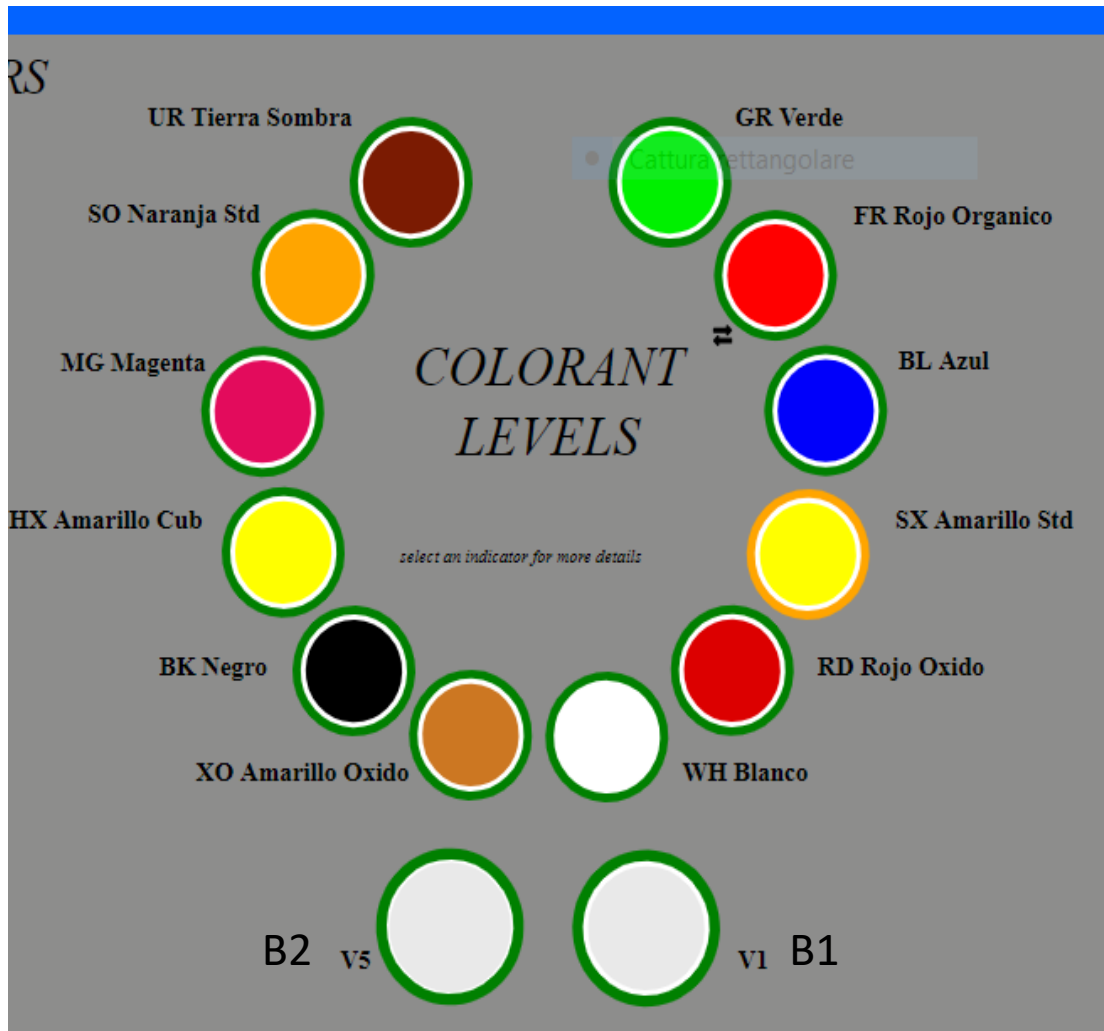 RS
UR Tierra Sombra
GR Verde
Cattura rettangolare
SO Naranja Std
FR Rojo Organico
MG Magenta
COLORANT
LEVELS
BL Azul
HX Amarillo Cub
select an indicator for more details
SX Amarillo Std
BK Negro
RD Rojo Oxido
XO Amarillo Oxido
WH Blanco
B2 V5
V1 B1